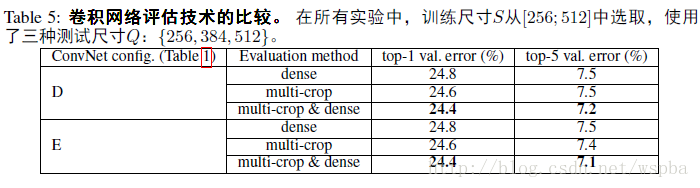 Table 5: 卷积网络评估技术的比较。 在所有实验中，训练尺寸S从[256; 512]中选取，使用
了三种测试尺寸Q：{256, 384, 512}。
ConvNet config. (Table 1) Evaluation method top-1 val. error (%) top-5 val. error (%)
D dense 24.8 7.5
multi-crop 24.6 7.5
multi-crop & dense 24.4 7.2
E dense 24.8 7.5
multi-crop 24.6 7.4
multi-crop & dense 24.4 7.1
http://blog.csdn.net/wspba